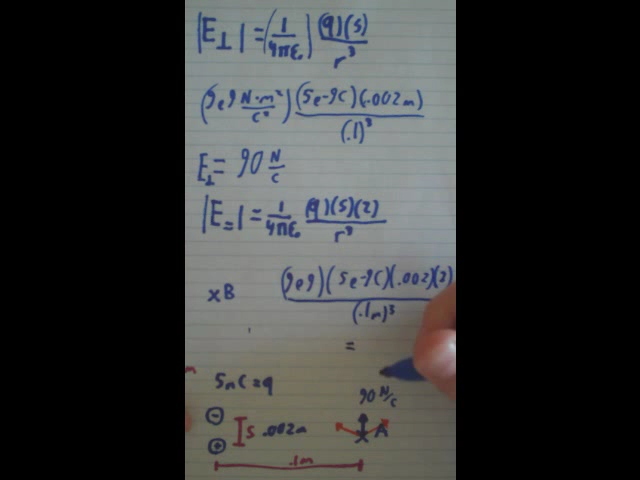 |E⊥| = (1/4πε₀) (q)(s)/r³
(9e9 N·m²/c²) (5e-9C)(.002m)/(.1)³
E⊥ = 90 N/C
|E=| = 1/4πε₀ (q)(s)(2)/r³
xB (9e9)(5e-9C)(.002)(2)/(.1m)³
=
5nC=q
90 N/C
-
S .002m
A
+
.1m